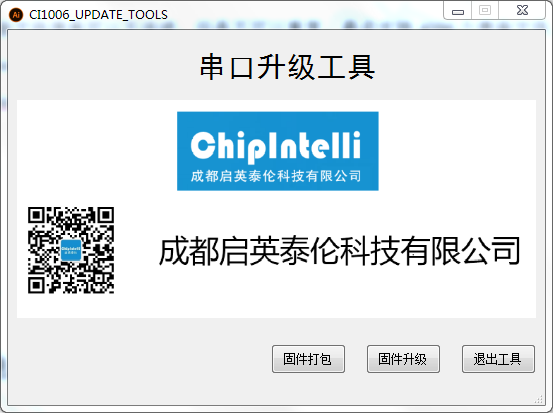 CI1006_UPDATE_TOOLS
串口升级工具
ChipIntelli
成都启英泰伦科技有限公司
成都启英泰伦科技有限公司
固件打包 固件升级 退出工具